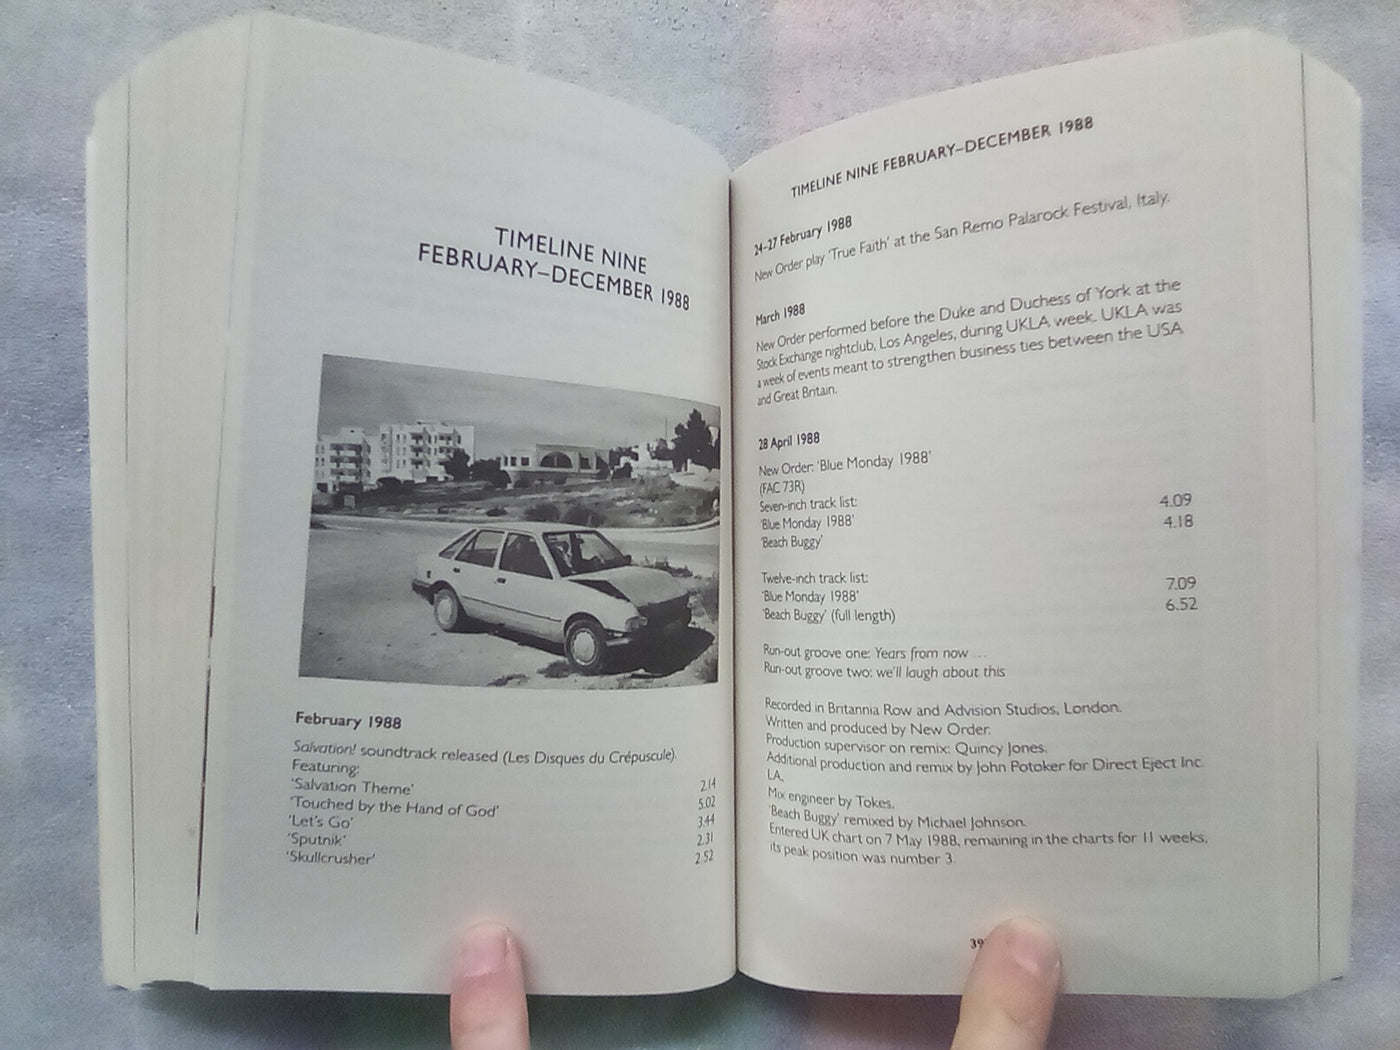 TIMELINE NINE
FEBRUARY–DECEMBER 1988
February 1988
Salvation! soundtrack released (Les Disques du Crépuscule).
Featuring:
'Salvation Theme' 2.14
'Touched by the Hand of God' 5.02
'Let's Go' 3.44
'Sputnik' 2.31
'Skullcrusher' 2.52
TIMELINE NINE FEBRUARY–DECEMBER 1988
24–27 February 1988
New Order play 'True Faith' at the San Remo Palarock Festival, Italy.
March 1988
New Order performed before the Duke and Duchess of York at the
Stock Exchange nightclub, Los Angeles, during UKLA week. UKLA was
a week of events meant to strengthen business ties between the USA
and Great Britain.
28 April 1988
New Order: 'Blue Monday 1988'
(FAC 73R)
Seven-inch track list:
'Blue Monday 1988' 4.09
'Beach Buggy' 4.18
Twelve-inch track list:
'Blue Monday 1988' 7.09
'Beach Buggy' (full length) 6.52
Run-out groove one: Years from now …
Run-out groove two: we'll laugh about this
Recorded in Britannia Row and Advision Studios, London.
Written and produced by New Order.
Production supervisor on remix: Quincy Jones.
Additional production and remix by John Potoker for Direct Eject Inc.
LA.
Mix engineer by Tokes.
'Beach Buggy' remixed by Michael Johnson.
Entered UK chart on 7 May 1988, remaining in the charts for 11 weeks,
its peak position was number 3.